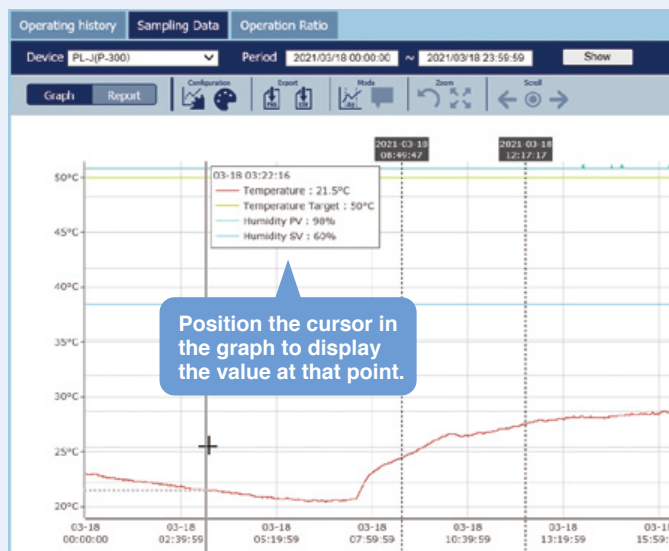 Operating history Sampling Data Operation Ratio
Device PL-J(P-300) Period 2021/03/18 00:00:00 ~ 2021/03/18 23:59:59 Show
Graph Report Configuration Export Mode Zoom Scroll
2021-03-18
08:49:47
2021-03-18
12:17:17
03-18 03:22:16
Temperature : 21.5°C
Temperature Target : 50°C
Humidity PV : 98%
Humidity SV : 60%
Position the cursor in
the graph to display
the value at that point.
50°C
45°C
40°C
35°C
30°C
25°C
20°C
03-18
00:00:00
03-18
02:39:59
03-18
05:19:59
03-18
07:59:59
03-18
10:39:59
03-18
13:19:59
03-18
15:59: